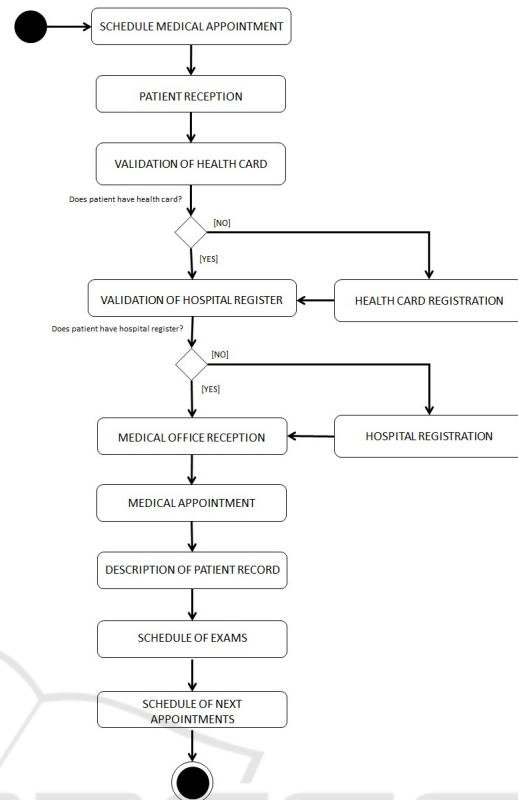 SCHEDULE MEDICAL APPOINTMENT
PATIENT RECEPTION
VALIDATION OF HEALTH CARD
Does patient have health card?
[NO]
[YES]
VALIDATION OF HOSPITAL REGISTER
HEALTH CARD REGISTRATION
Does patient have hospital register?
[NO]
[YES]
MEDICAL OFFICE RECEPTION
HOSPITAL REGISTRATION
MEDICAL APPOINTMENT
DESCRIPTION OF PATIENT RECORD
SCHEDULE OF EXAMS
SCHEDULE OF NEXT
APPOINTMENTS